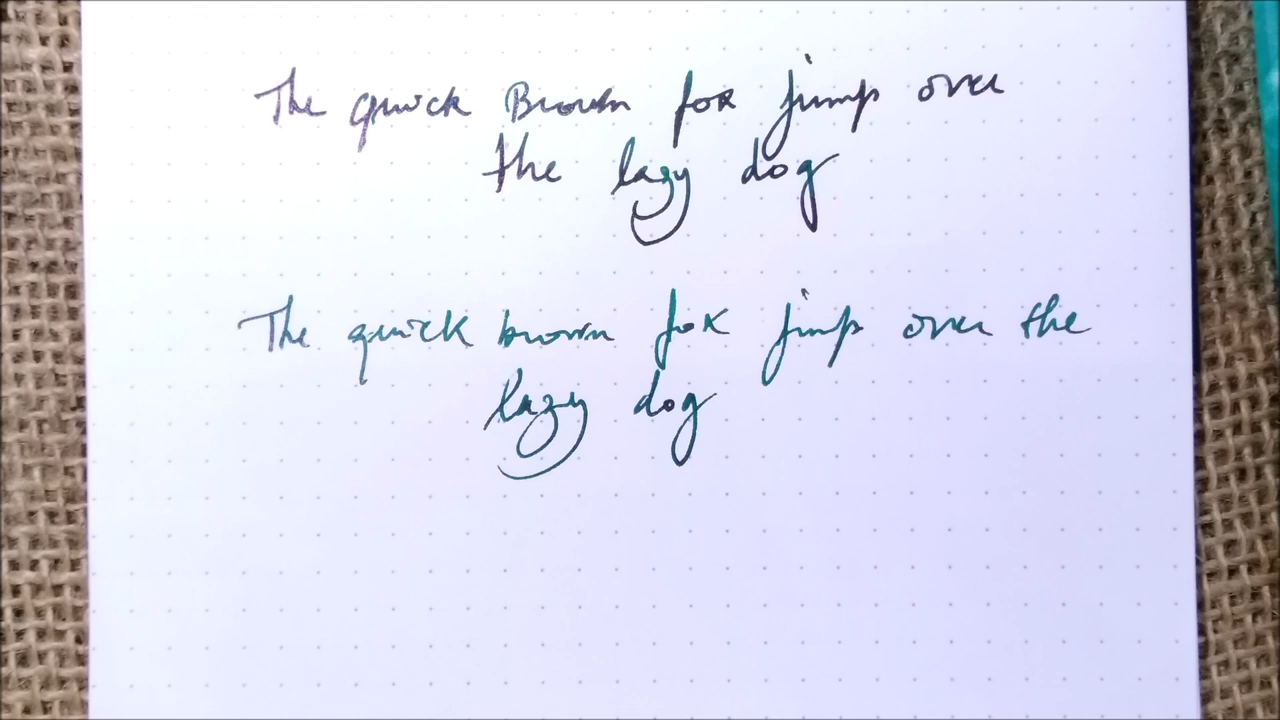 The quick Brown fox jump over
the lazy dog
The quick brown fox jump over the
lazy dog